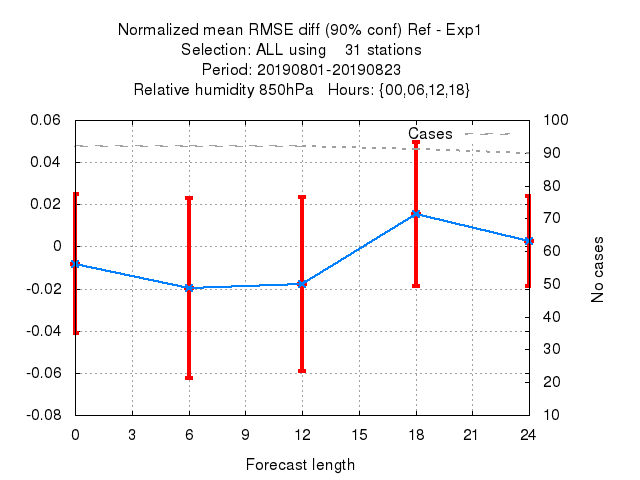 Normalized mean RMSE diff (90% conf) Ref - Exp1
Selection: ALL using    31 stations
Period: 20190801-20190823
Relative humidity 850hPa   Hours: {00,06,12,18}
0.06
0.04
0.02
0
-0.02
-0.04
-0.06
-0.08
Cases
100
90
80
70
60
50
40
30
20
10
No cases
0 3 6 9 12 15 18 21 24
Forecast length